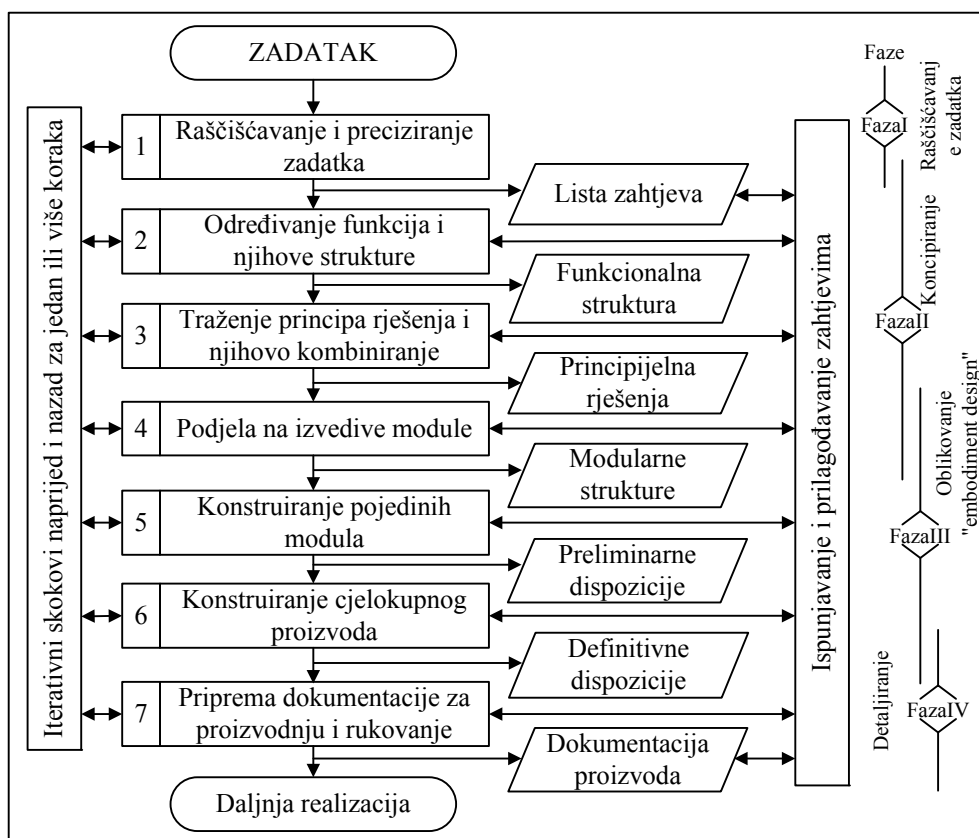 ZADATAK
Iterativni skokovi naprijed i nazad za jedan ili više koraka
1
Raščišćavanje i preciziranje
zadatka
Lista zahtjeva
2
Određivanje funkcija i
njihove strukture
Funkcionalna
struktura
3
Traženje principa rješenja i
njihovo kombiniranje
Principijelna
rješenja
4
Podjela na izvedive module
Modularne
strukture
5
Konstruiranje pojedinih
modula
Preliminarne
dispozicije
6
Konstruiranje cjelokupnog
proizvoda
Definitivne
dispozicije
7
Priprema dokumentacije za
proizvodnju i rukovanje
Dokumentacija
proizvoda
Daljnja realizacija
Ispunjavanje i prilagođavanje zahtjevima
Faze
FazaI
Raščišćavanj
e zadatka
FazaII
Koncipiranje
FazaIII
Oblikovanje
"embodiment design"
FazaIV
Detaljiranje